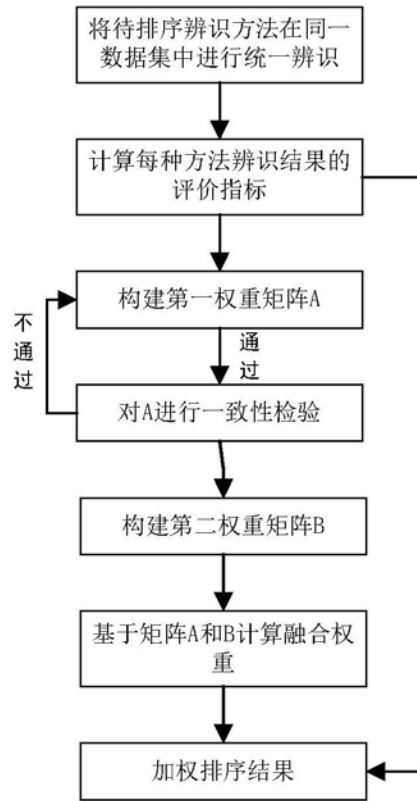 将待排序辨识方法在同一
数据集中进行统一辨识
计算每种方法辨识结果的
评价指标
构建第一权重矩阵A
不通过
通过
对A进行一致性检验
构建第二权重矩阵B
基于矩阵A和B计算融合权
重
加权排序结果